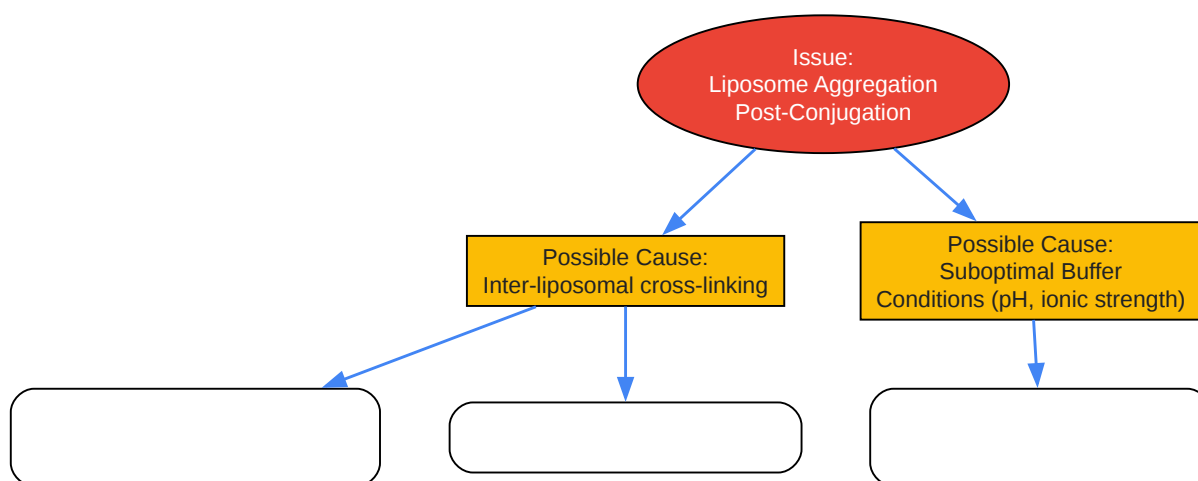 Issue:
Liposome Aggregation
Post-Conjugation
Possible Cause:
Inter-liposomal cross-linking
Possible Cause:
Suboptimal Buffer
Conditions (pH, ionic strength)